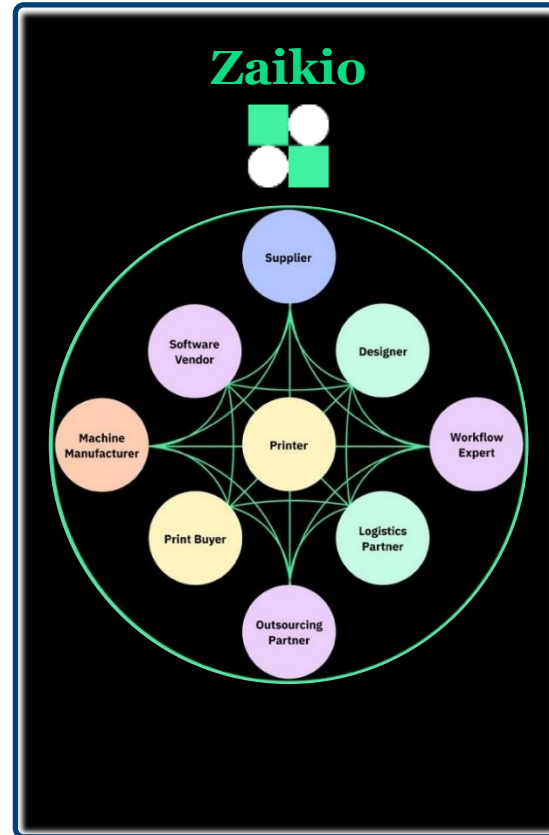 Zaikio
Supplier
Software
Vendor
Designer
Machine
Manufacturer
Printer
Workflow
Expert
Print Buyer
Logistics
Partner
Outsourcing
Partner